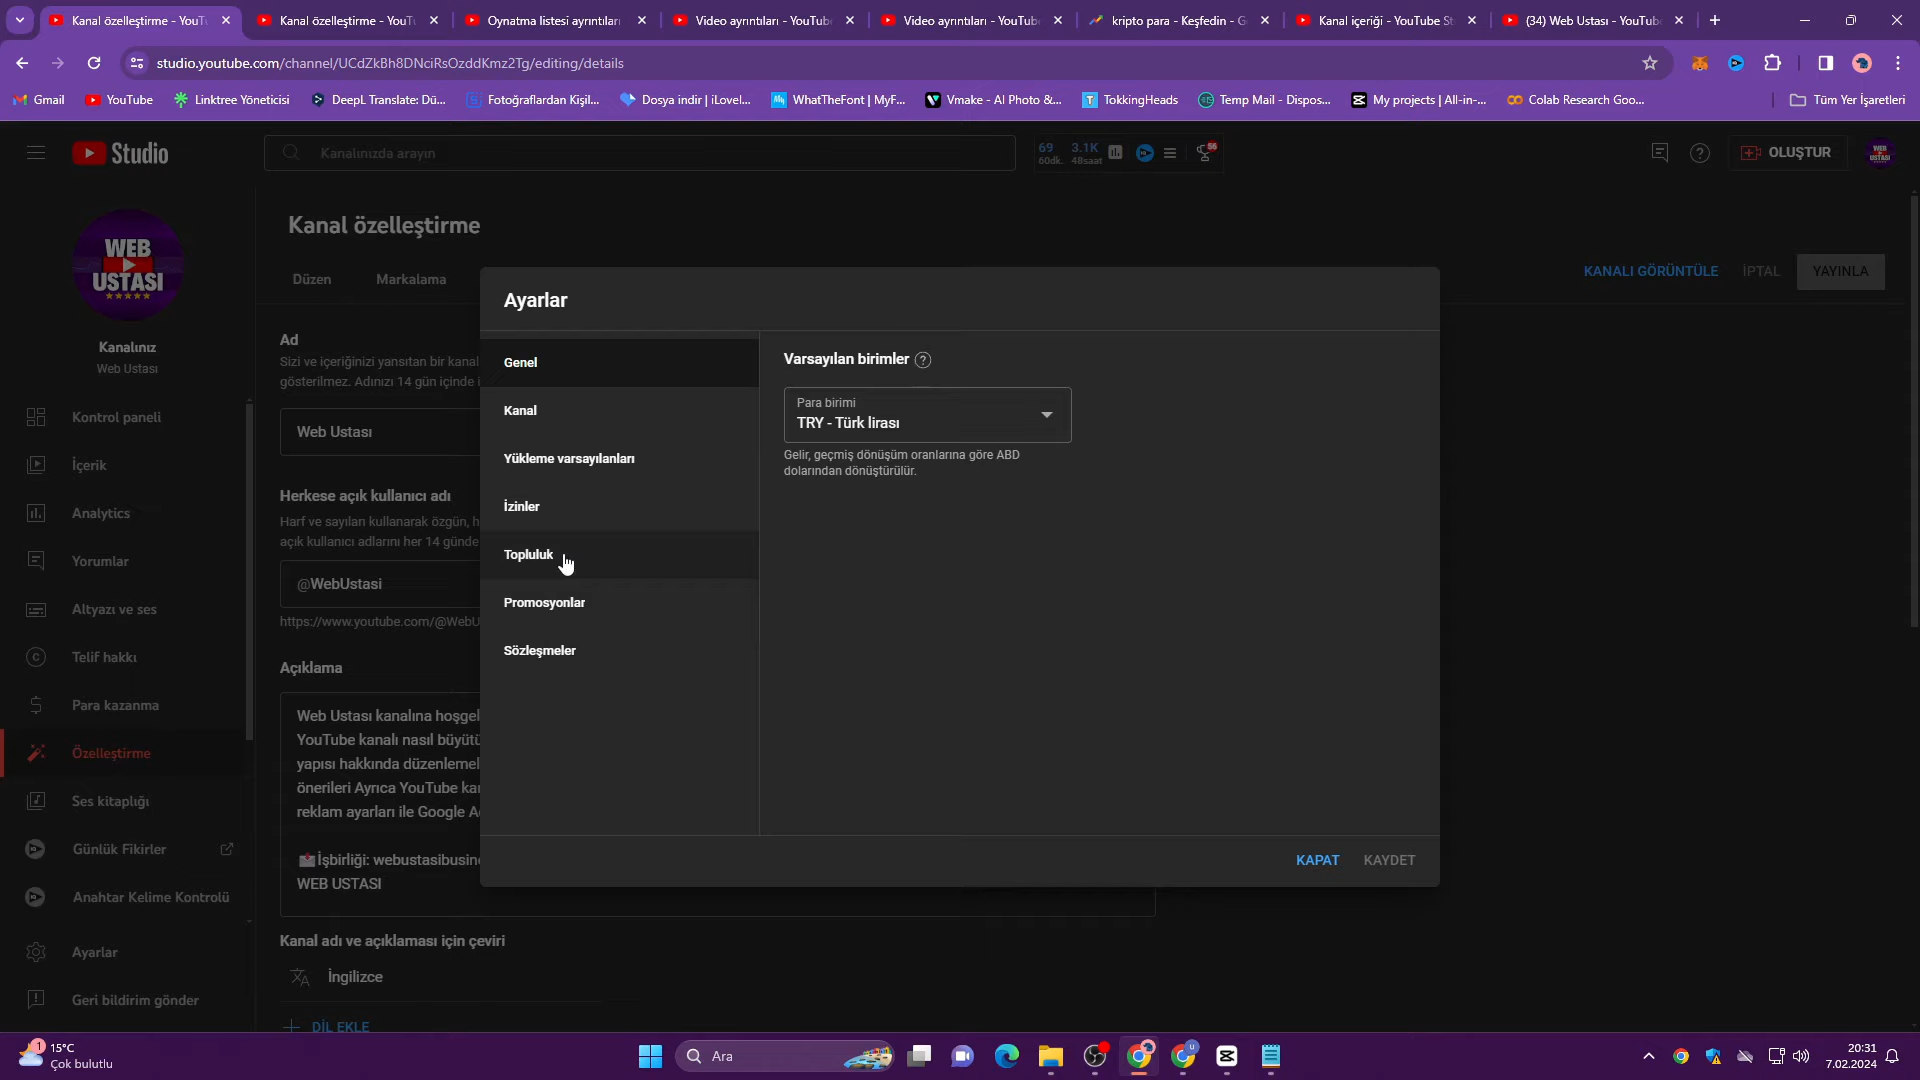 Kanal özelleştirme - YouT
Kanal özelleştirme - YouT
Oynatma listesi ayrıntıları
Video ayrıntıları - YouTube
Video ayrıntıları - YouTube
kripto para - Keşfedin - G
Kanal içeriği - YouTube St
(34) Web Ustası - YouTub
studio.youtube.com/channel/UCdZkBh8DNciRsOzddKmz2Tg/editing/details
Gmail
YouTube
Linktree Yöneticisi
DeepL Translate: Dü...
Fotoğraflardan Kişil...
Dosya indir | iLovel...
WhatTheFont | MyF...
Vmake - AI Photo &...
TokkingHeads
Temp Mail - Dispos...
My projects | All-in-...
Colab Research Goo...
Tüm Yer İşaretleri
Studio
Kanalınızda arayın
69
60dk.
3.1K
48saat
56
OLUŞTUR
WEB
USTASI
Kanalınız
Web Ustası
Kontrol paneli
İçerik
Analytics
Yorumlar
Altyazı ve ses
Telif hakkı
Para kazanma
Özelleştirme
Ses kitaplığı
Günlük Fikirler
Anahtar Kelime Kontrolü
Ayarlar
Geri bildirim gönder
Kanal özelleştirme
Düzen
Markalama
KANALI GÖRÜNTÜLE
İPTAL
YAYINLA
Ad
Sizi ve içeriğinizi yansıtan bir kanal
gösterilmez. Adınızı 14 gün içinde i
Web Ustası
Herkese açık kullanıcı adı
Harf ve sayıları kullanarak özgün, h
açık kullanıcı adlarını her 14 günde
@WebUstasi
https://www.youtube.com/@WebU
Açıklama
Web Ustası kanalına hoşgel
YouTube kanalı nasıl büyütü
yapısı hakkında düzenlemel
önerileri Ayrıca YouTube ka
reklam ayarları ile Google A
İşbirliği: webustasibusine
WEB USTASI
Kanal adı ve açıklaması için çeviri
İngilizce
DİL EKLE
Ayarlar
Genel
Kanal
Yükleme varsayılanları
İzinler
Topluluk
Promosyonlar
Sözleşmeler
Varsayılan birimler
Para birimi
TRY - Türk lirası
Gelir, geçmiş dönüşüm oranlarına göre ABD
dolarından dönüştürülür.
KAPAT
KAYDET
1
15°C
Çok bulutlu
Ara
20:31
7.02.2024